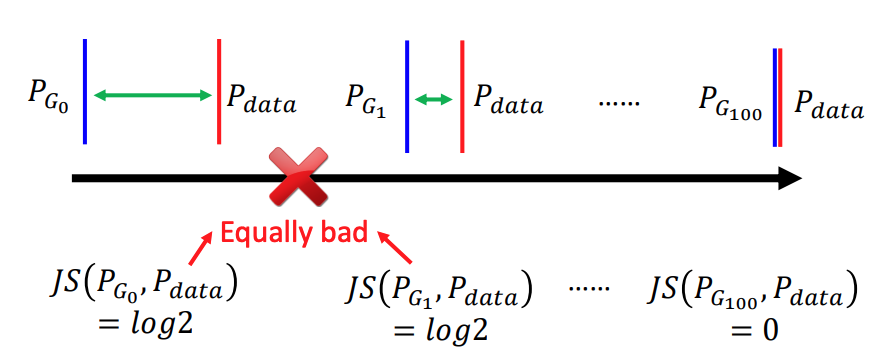 P_{G_0} P_{data} P_{G_1} P_{data} ...... P_{G_{100}} P_{data}
Equally bad
JS(P_{G_0}, P_{data}) JS(P_{G_1}, P_{data}) ...... JS(P_{G_{100}}, P_{data})
= log2 = log2 = 0